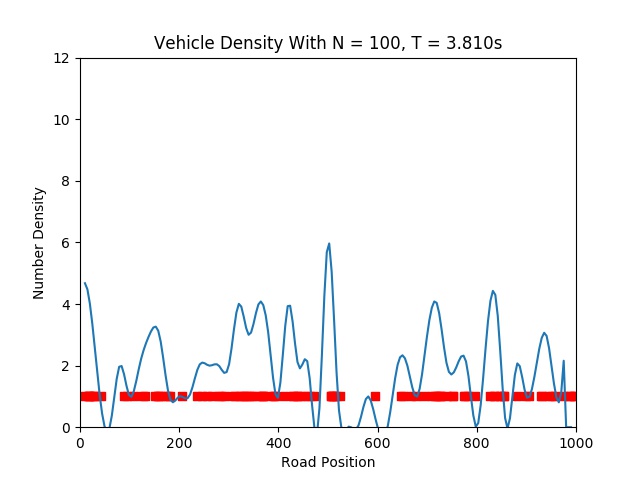 Vehicle Density With N = 100, T = 3.810s
12
10
8
6
4
2
0
Number Density
0 200 400 600 800 1000
Road Position